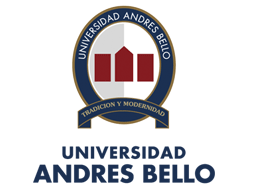 UNIVERSIDAD ANDRES BELLO
TRADICION Y MODERNIDAD
UNIVERSIDAD
ANDRES BELLO